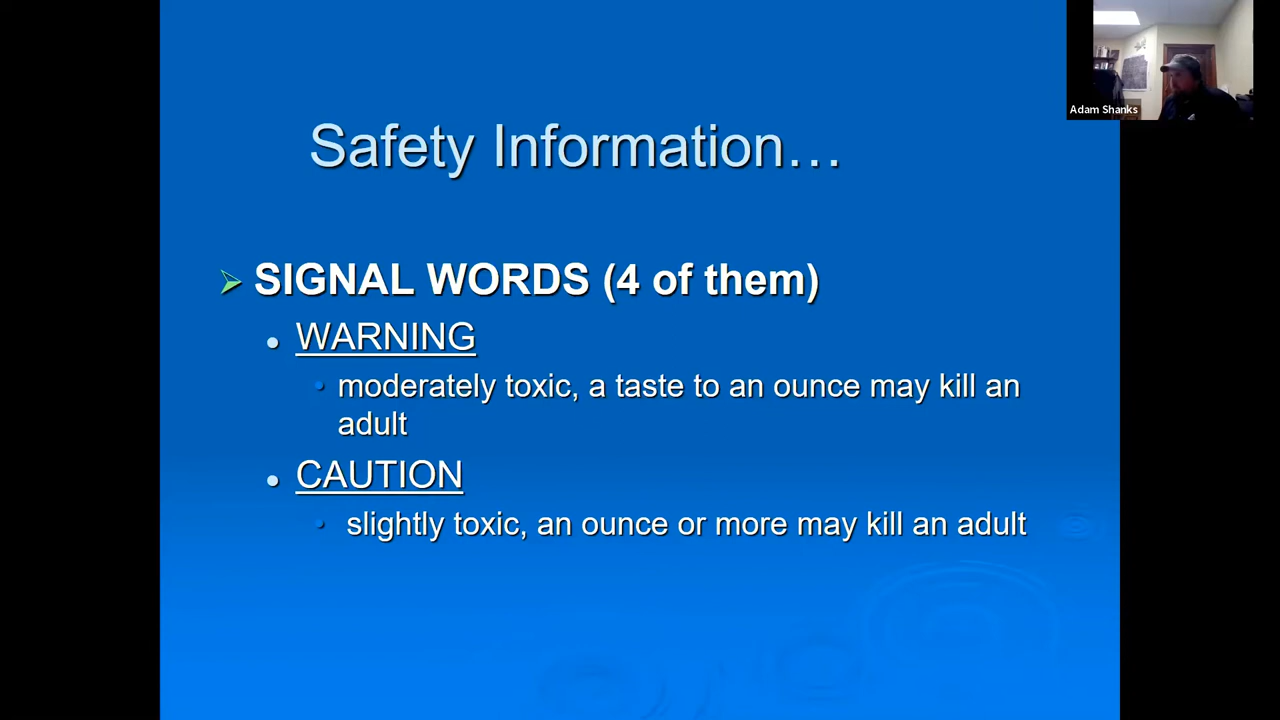 Adam Shanks
Safety Information…
SIGNAL WORDS (4 of them)
WARNING
moderately toxic, a taste to an ounce may kill an
adult
CAUTION
slightly toxic, an ounce or more may kill an adult